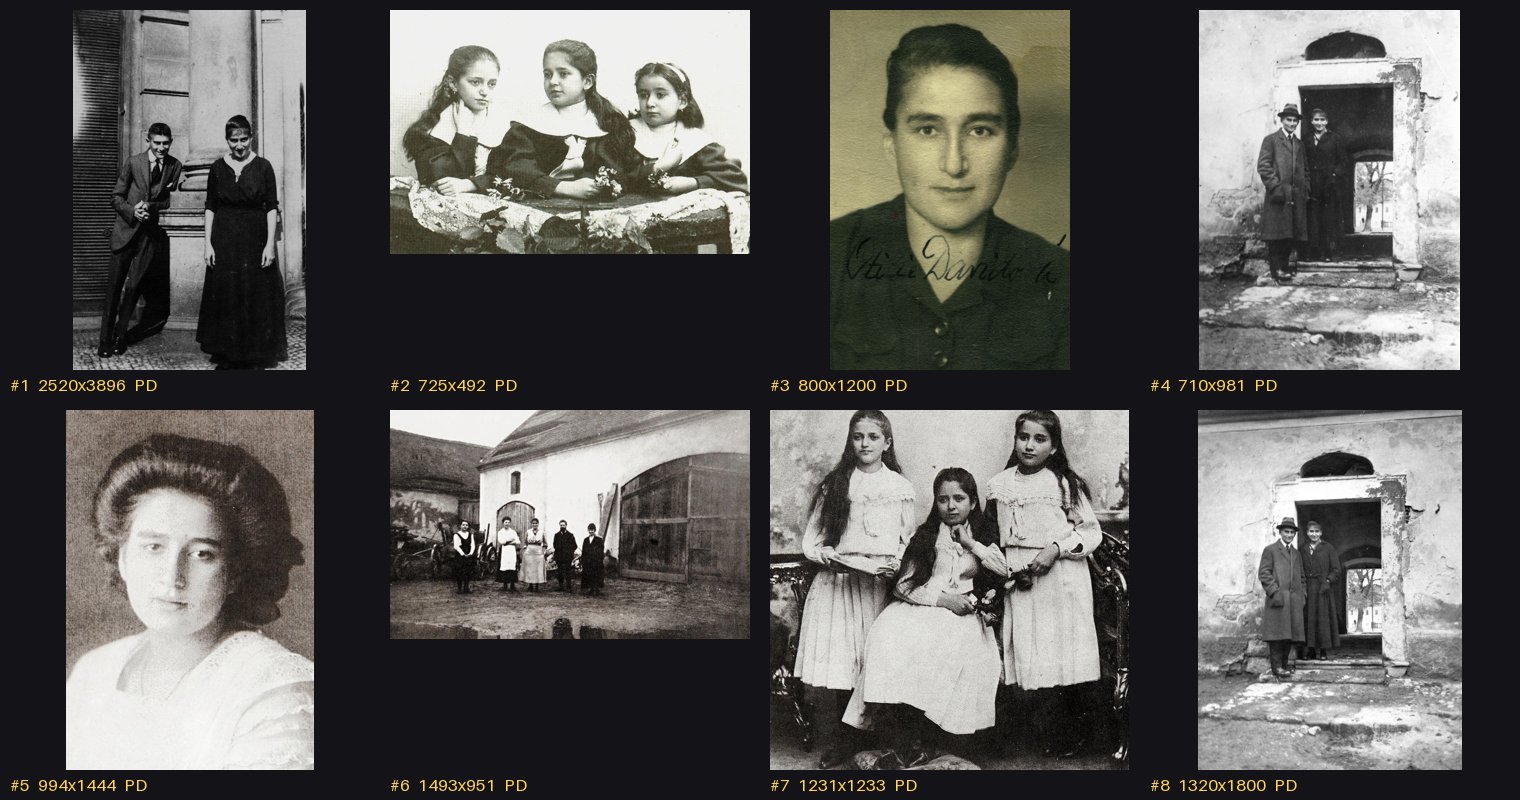 #1 2520x3896 PD
#2 725x492 PD
#3 800x1200 PD
#4 710x981 PD
Davidová
#5 994x1444 PD
#6 1493x951 PD
#7 1231x1233 PD
#8 1320x1800 PD